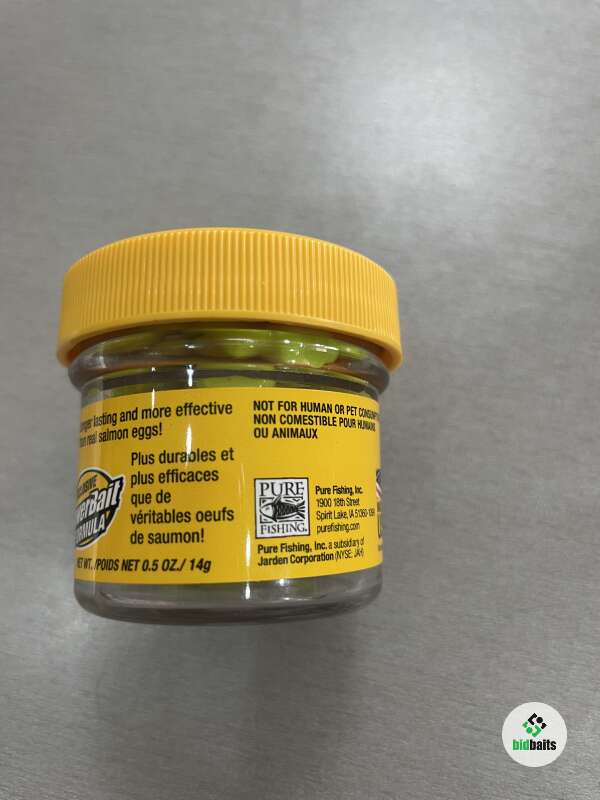 lasting and more effective
real salmon eggs!
Plus durables et
plus efficaces
que de
véritables oeufs
de saumon!
FORMULA
NET WT. /POIDS NET 0.5 OZ./ 14g
NOT FOR HUMAN OR PET
NON COMESTIBLE POUR HUMAINS
OU ANIMAUX
PURE
FISHING
Pure Fishing, Inc.
1900 18th Street
Spirit Lake, IA 51360-1099
purefishing.com
Pure Fishing, Inc. a subsidiary of
Jarden Corporation (NYSE: JAH)
bidbaits